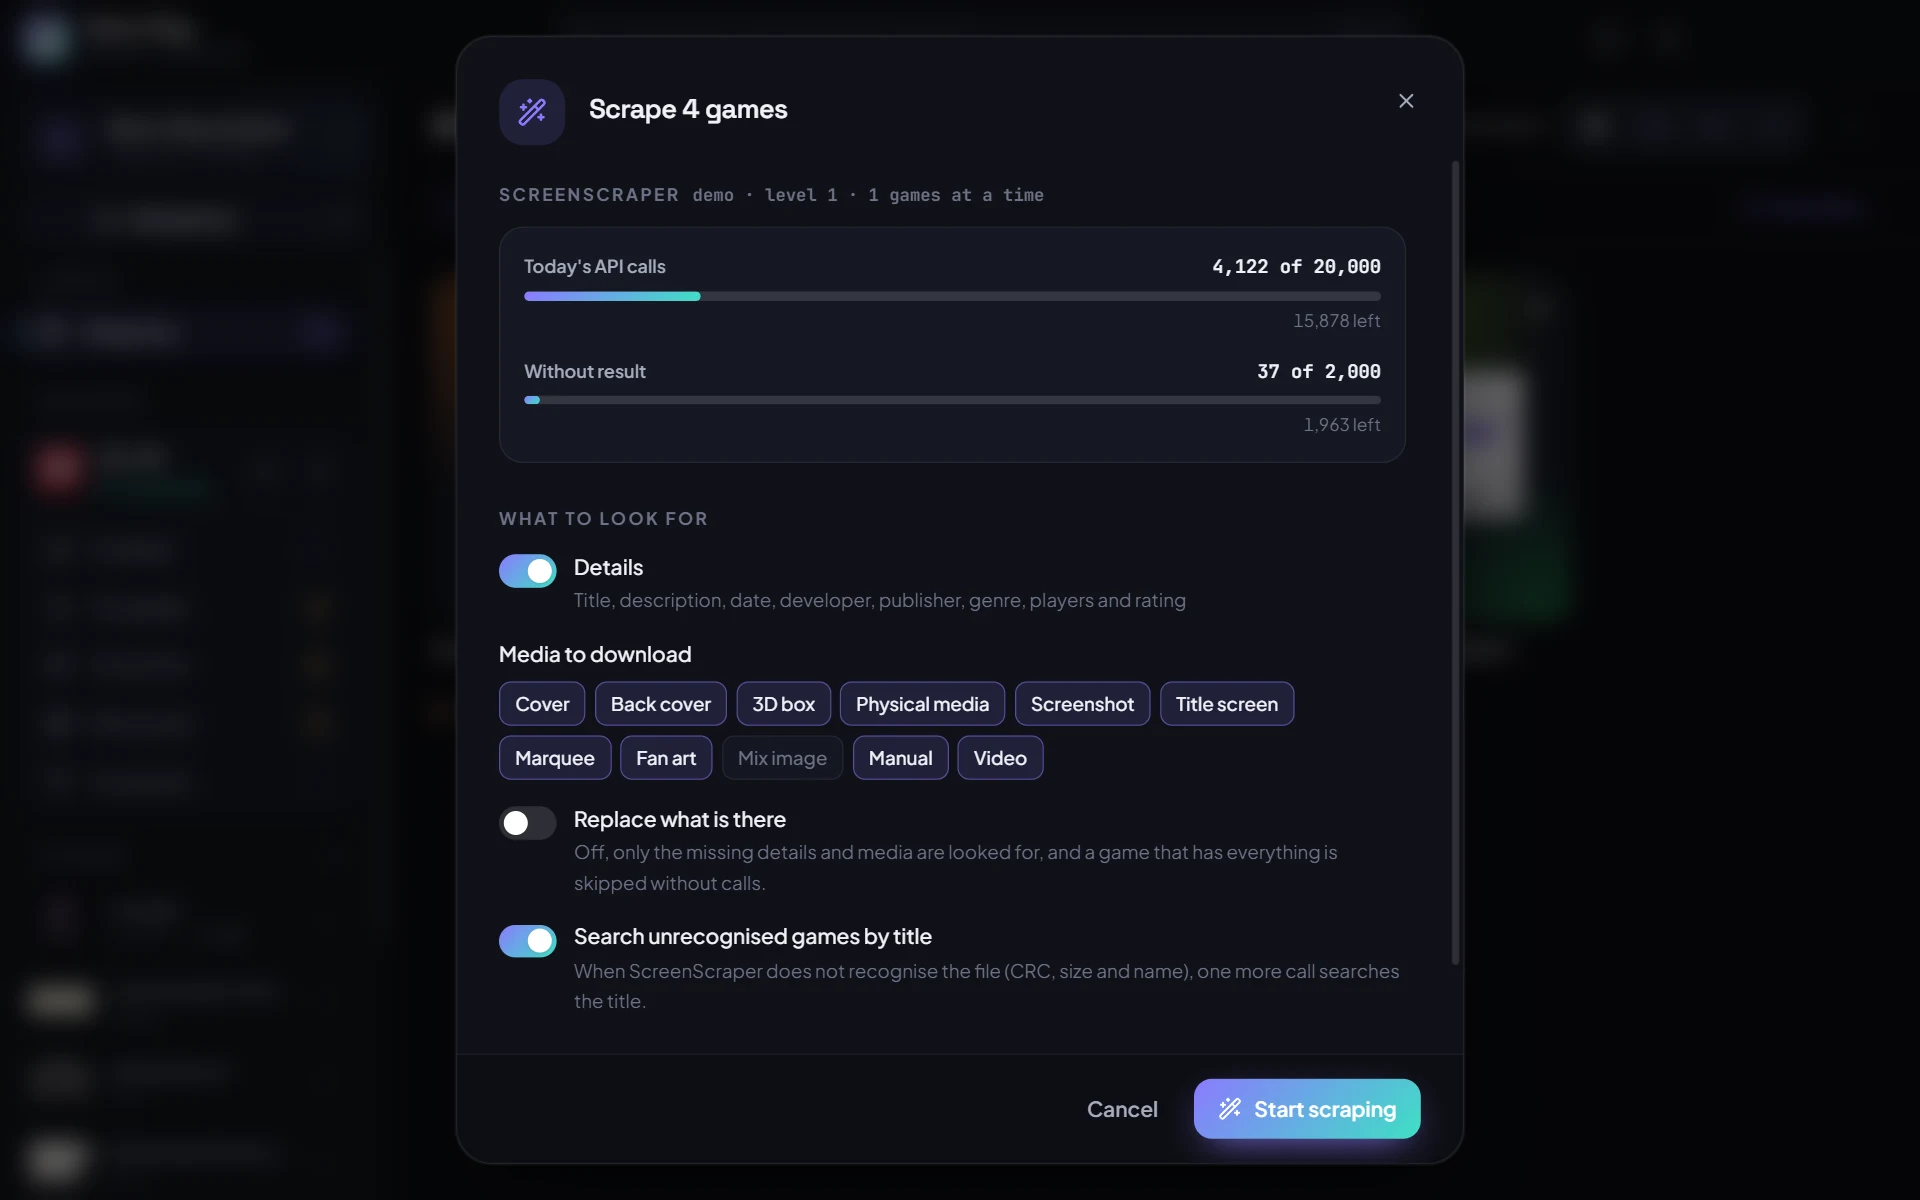 Scrape 4 games
SCREENSCRAPER demo · level 1 · 1 games at a time
Today's API calls 4,122 of 20,000
15,878 left
Without result 37 of 2,000
1,963 left
WHAT TO LOOK FOR
Details
Title, description, date, developer, publisher, genre, players and rating
Media to download
Cover Back cover 3D box Physical media Screenshot Title screen
Marquee Fan art Mix image Manual Video
Replace what is there
Off, only the missing details and media are looked for, and a game that has everything is
skipped without calls.
Search unrecognised games by title
When ScreenScraper does not recognise the file (CRC, size and name), one more call searches
the title.
Cancel Start scraping